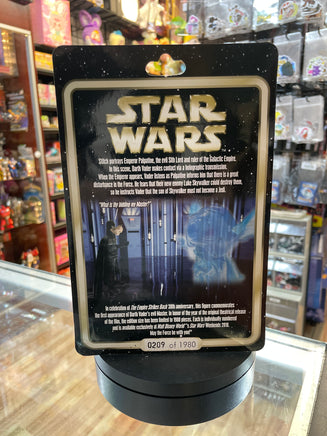 STAR
WARS
Stitch portrays Emperor Palpatine, the evil Sith Lord and ruler of the Galactic Empire.
In this scene, Darth Vader makes contact via a holographic transmission.
When the Emperor appears, Vader listens as Palpatine informs him that there is a great
disturbance in the Force. He fears that their new enemy Luke Skywalker could destroy them,
so he instructs Vader that the son of Skywalker must not become a Jedi.
"What is thy bidding my Master?"
In celebration of The Empire Strikes Back 30th anniversary, this figure commemorates
the first appearance of Darth Vader's evil Master. In honor of the year of the original theatrical release
of the film, the edition size has been limited to 1980 pieces. Each is individually numbered
and is available exclusively at Walt Disney World's Star Wars Weekends 2010.
May the Force be with you!
0209 of 1980